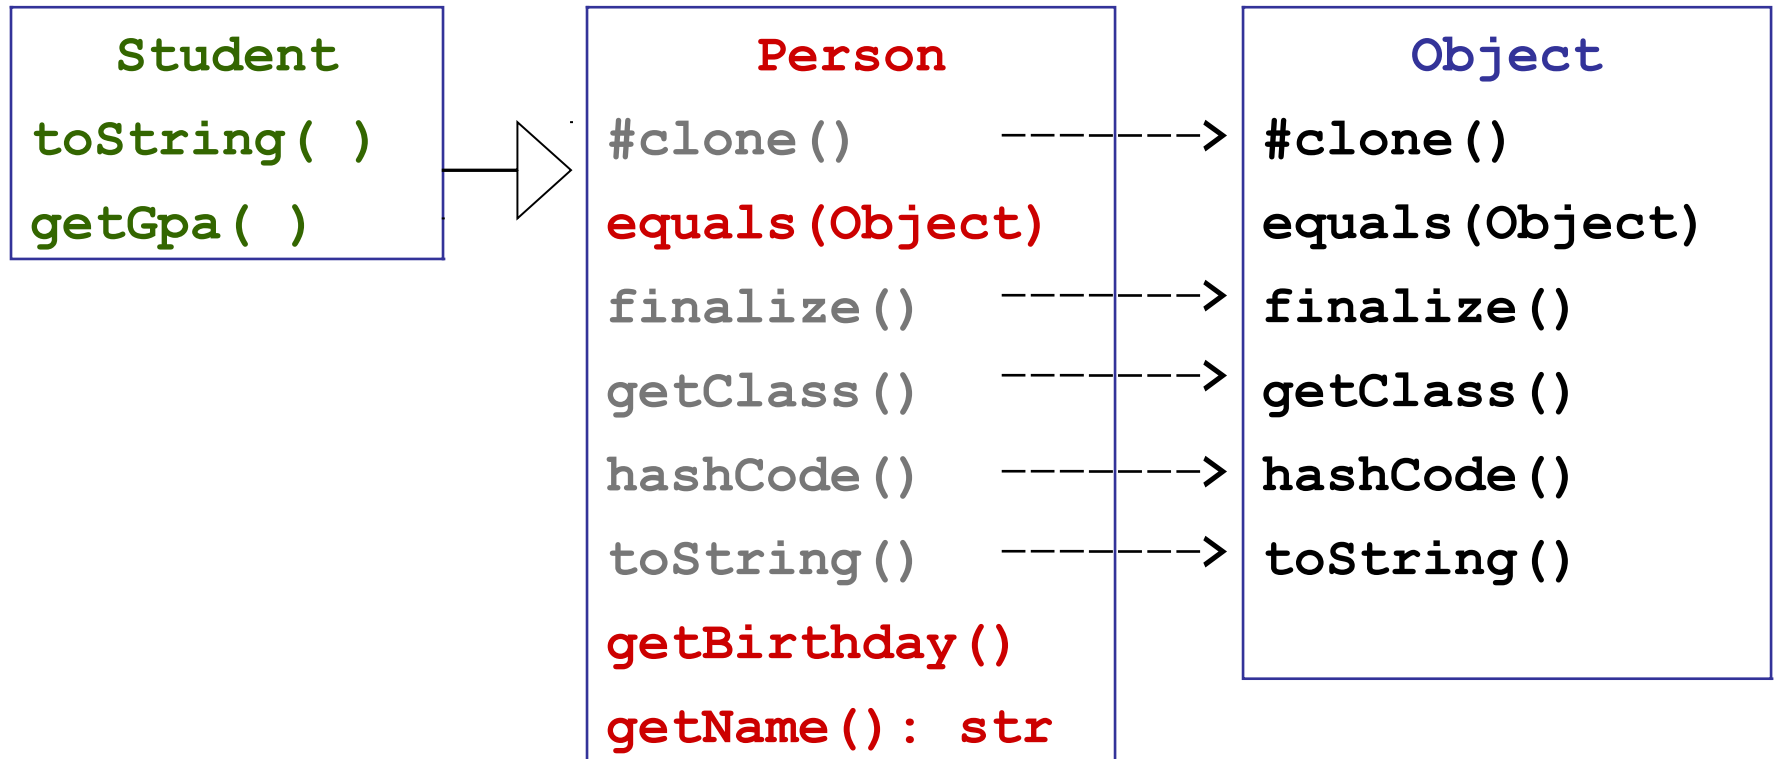 Student
toString( )
getGpa( )
Person
#clone()
equals(Object)
finalize()
getClass()
hashCode()
toString()
getBirthday()
getName(): str
Object
#clone()
equals(Object)
finalize()
getClass()
hashCode()
toString()